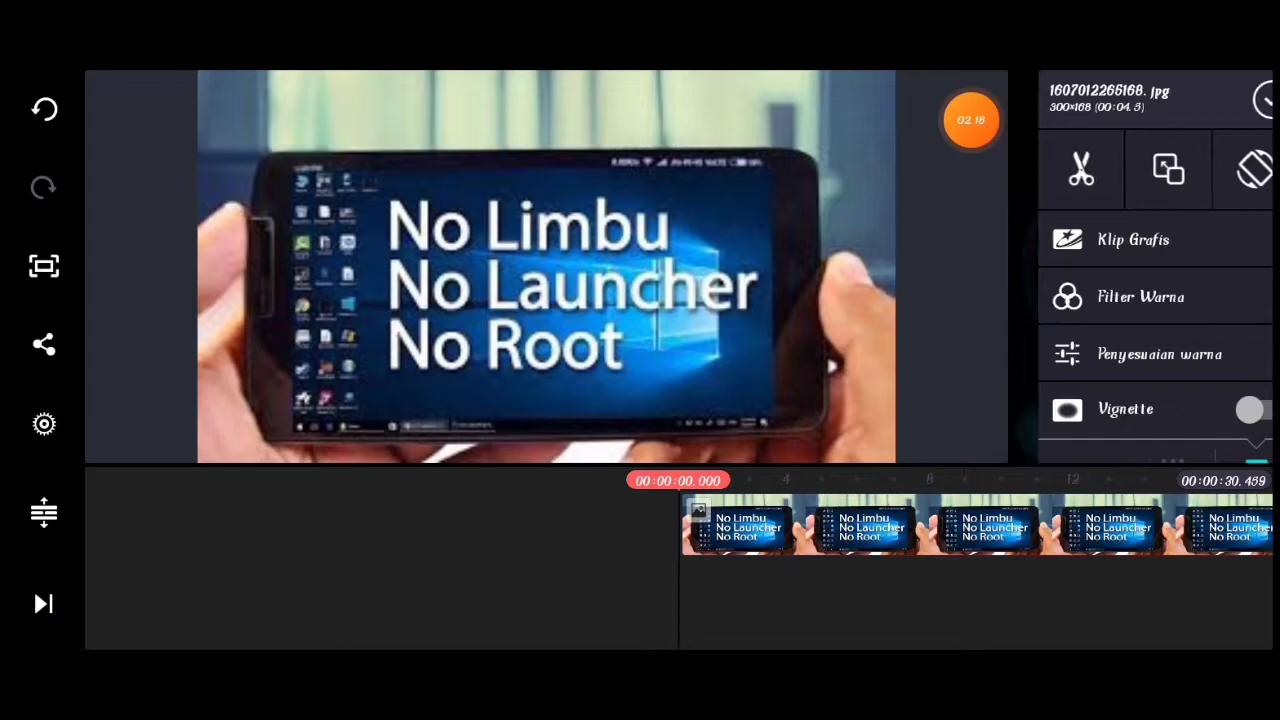 1607012265168.jpg
300×168 (00:04.5)
02.18
No Limbu
No Launcher
No Root
Klip Grafis
Filter Warna
Penyesuaian warna
Vignette
00:00:00.000
4
8
12
00:00:30.459
No Limbu
No Launcher
No Root
No Limbu
No Launcher
No Root
No Limbu
No Launcher
No Root
No Limbu
No Launcher
No Root
No Limbu
No Launche
No Root